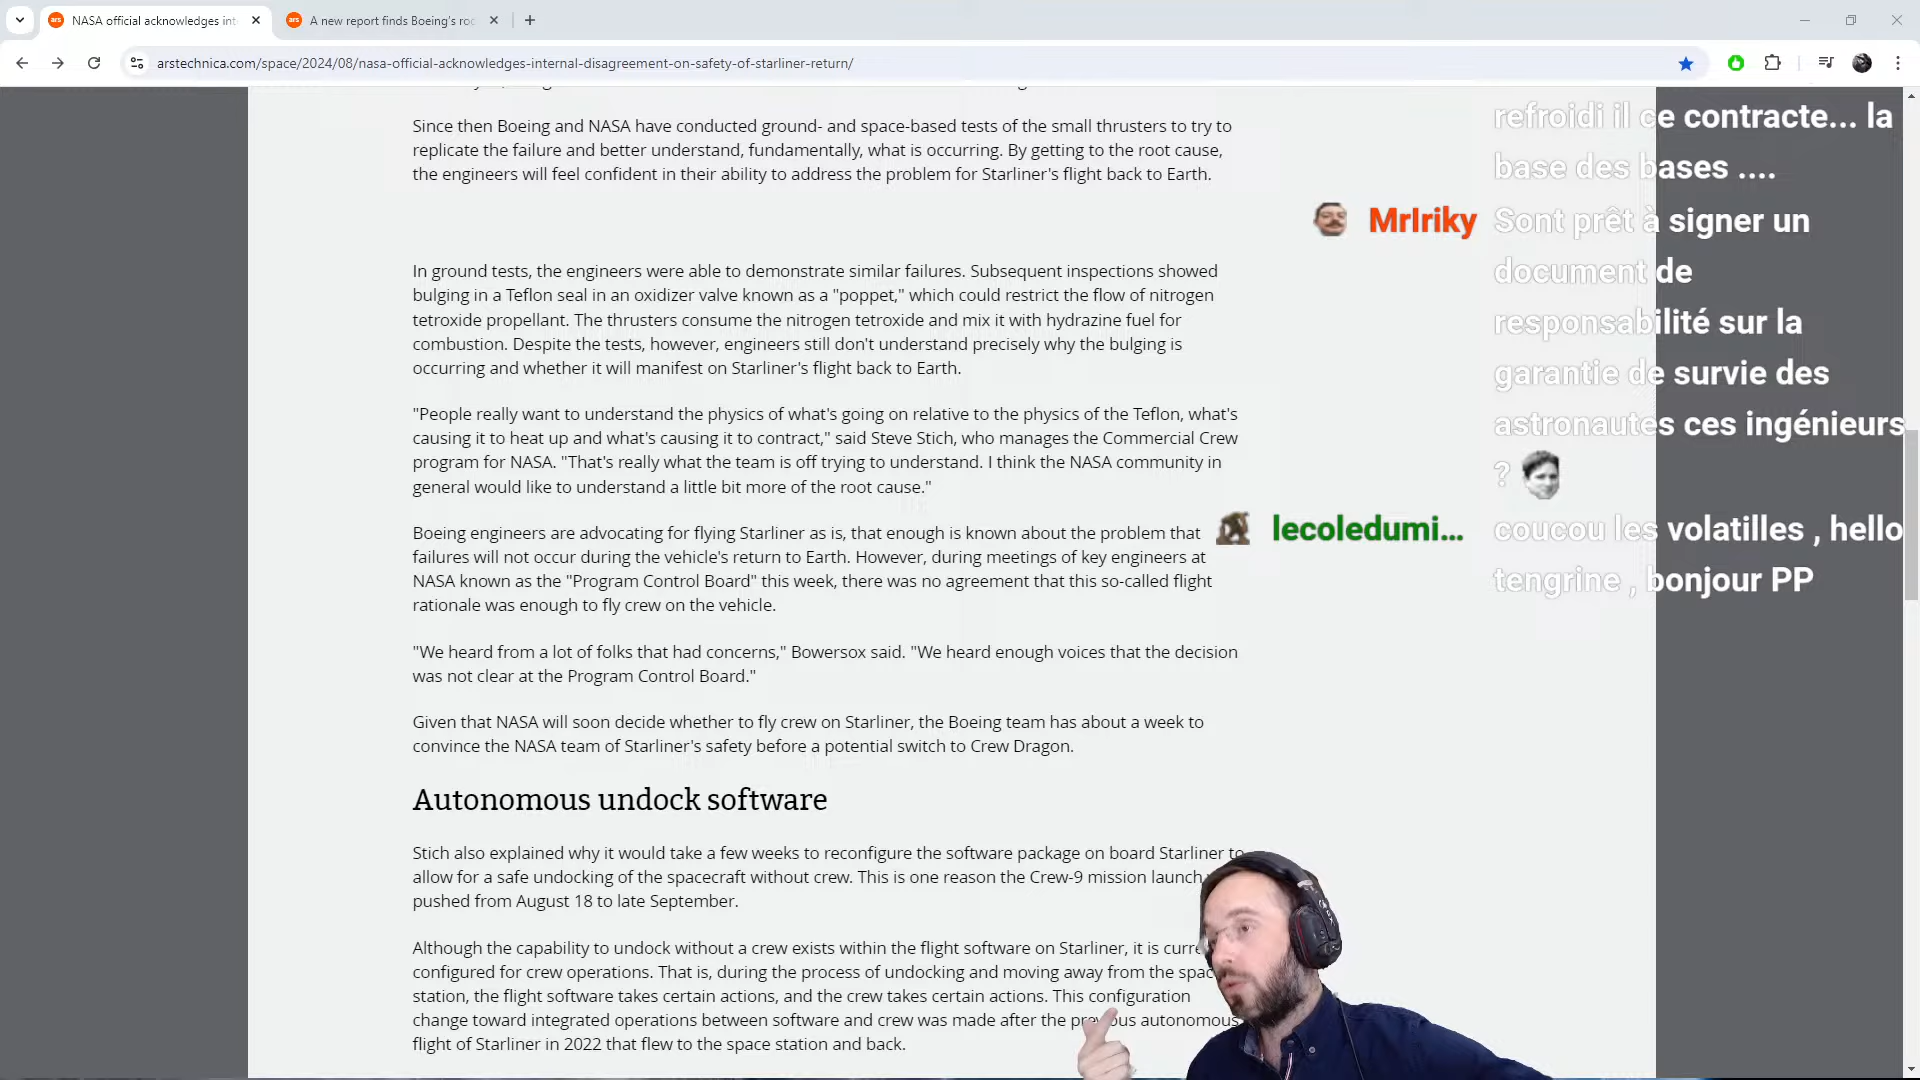 NASA official acknowledges int
A new report finds Boeing's roc
arstechnica.com/space/2024/08/nasa-official-acknowledges-internal-disagreement-on-safety-of-starliner-return/
Since then Boeing and NASA have conducted ground- and space-based tests of the small thrusters to try to
replicate the failure and better understand, fundamentally, what is occurring. By getting to the root cause,
the engineers will feel confident in their ability to address the problem for Starliner's flight back to Earth.
In ground tests, the engineers were able to demonstrate similar failures. Subsequent inspections showed
bulging in a Teflon seal in an oxidizer valve known as a "poppet," which could restrict the flow of nitrogen
tetroxide propellant. The thrusters consume the nitrogen tetroxide and mix it with hydrazine fuel for
combustion. Despite the tests, however, engineers still don't understand precisely why the bulging is
occurring and whether it will manifest on Starliner's flight back to Earth.
"People really want to understand the physics of what's going on relative to the physics of the Teflon, what's
causing it to heat up and what's causing it to contract," said Steve Stich, who manages the Commercial Crew
program for NASA. "That's really what the team is off trying to understand. I think the NASA community in
general would like to understand a little bit more of the root cause."
Boeing engineers are advocating for flying Starliner as is, that enough is known about the problem that
failures will not occur during the vehicle's return to Earth. However, during meetings of key engineers at
NASA known as the "Program Control Board" this week, there was no agreement that this so-called flight
rationale was enough to fly crew on the vehicle.
"We heard from a lot of folks that had concerns," Bowersox said. "We heard enough voices that the decision
was not clear at the Program Control Board."
Given that NASA will soon decide whether to fly crew on Starliner, the Boeing team has about a week to
convince the NASA team of Starliner's safety before a potential switch to Crew Dragon.
Autonomous undock software
Stich also explained why it would take a few weeks to reconfigure the software package on board Starliner to
allow for a safe undocking of the spacecraft without crew. This is one reason the Crew-9 mission launch
pushed from August 18 to late September.
Although the capability to undock without a crew exists within the flight software on Starliner, it is curre
configured for crew operations. That is, during the process of undocking and moving away from the spac
station, the flight software takes certain actions, and the crew takes certain actions. This configuration
change toward integrated operations between software and crew was made after the previous autonomous
flight of Starliner in 2022 that flew to the space station and back.
refroidi il ce contracte... la
base des bases ....
MrIriky Sont prêt à signer un
document de
responsabilité sur la
garantie de survie des
astronautes ces ingénieurs
?
lecoledumi... coucou les volatilles , hello
tengrine , bonjour PP